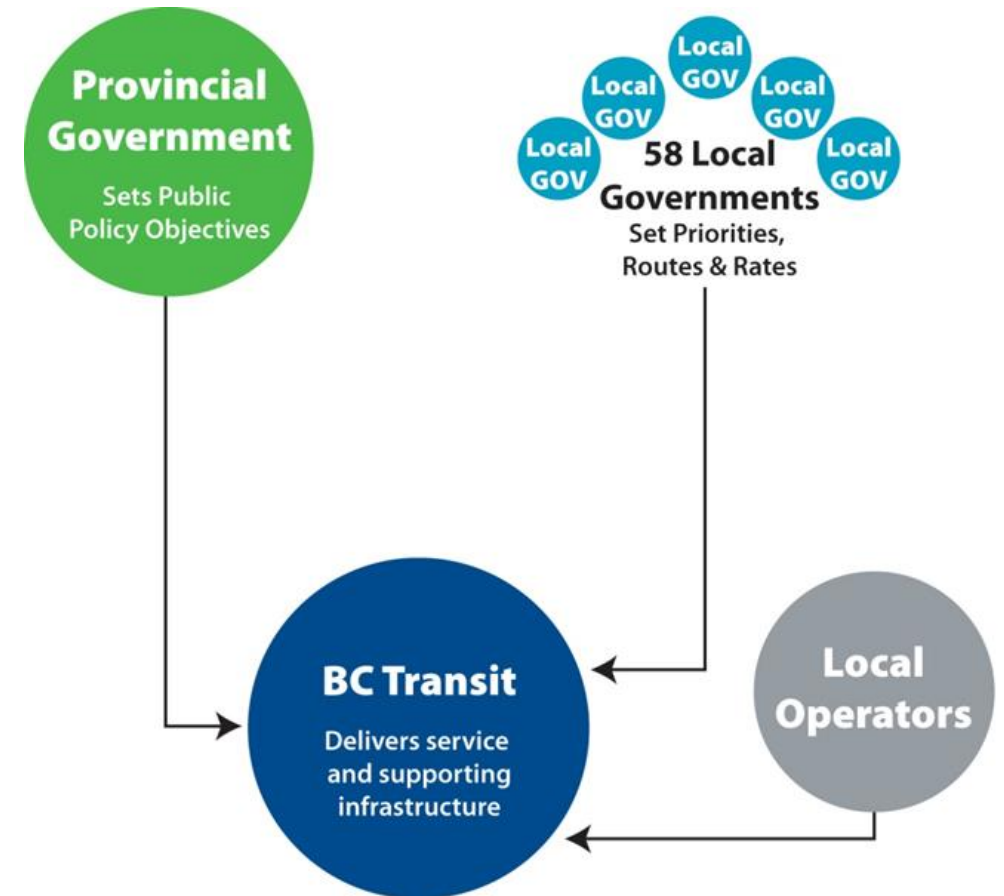 Provincial
Government
Sets Public
Policy Objectives
Local
GOV
Local
GOV
Local
GOV
Local
GOV
Local
GOV
58 Local
Governments
Set Priorities,
Routes & Rates
BC Transit
Delivers service
and supporting
infrastructure
Local
Operators